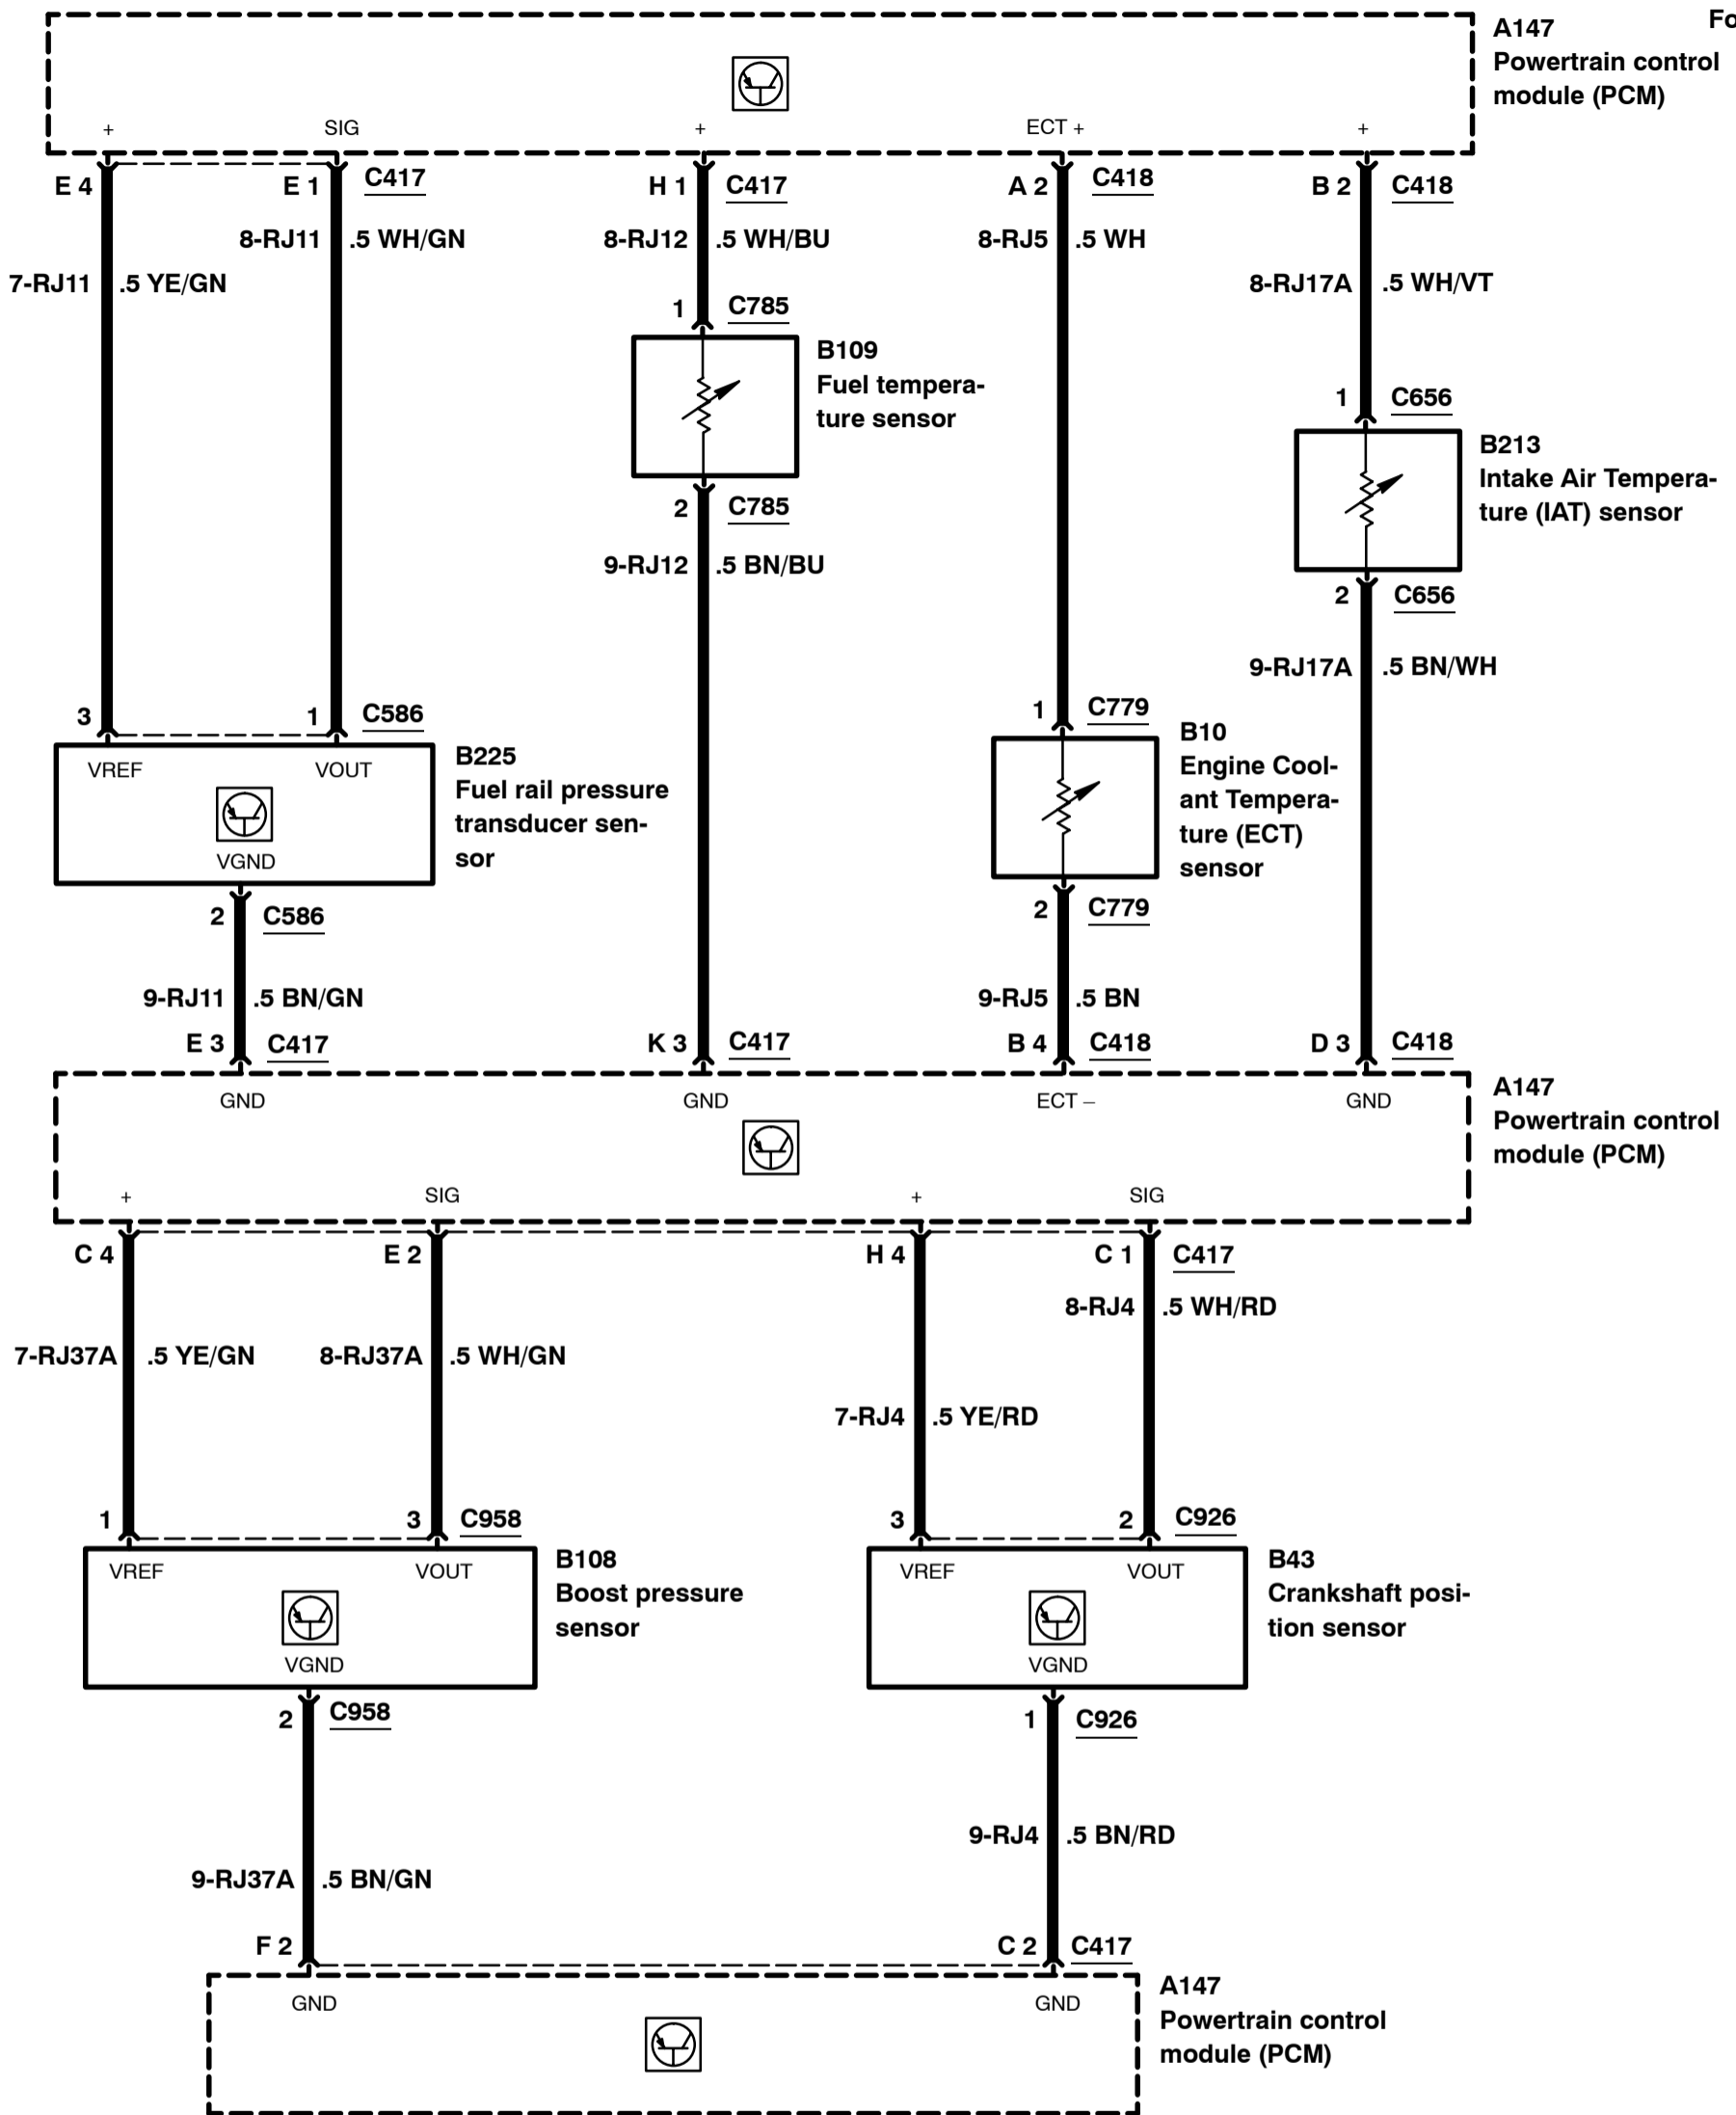 Fo
A147
Powertrain control
module (PCM)
+ SIG + ECT + +
E 4 E 1 C417 H 1 C417 A 2 C418 B 2 C418
8-RJ11 .5 WH/GN 8-RJ12 .5 WH/BU 8-RJ5 .5 WH
7-RJ11 .5 YE/GN 8-RJ17A .5 WH/VT
1 C785
B109
Fuel tempera-
ture sensor
1 C656
B213
Intake Air Tempera-
ture (IAT) sensor
2 C785
9-RJ12 .5 BN/BU
2 C656
9-RJ17A .5 BN/WH
3 1 C586
VREF VOUT
VGND
B225
Fuel rail pressure
transducer sen-
sor
1 C779
B10
Engine Cool-
ant Tempera-
ture (ECT)
sensor
2 C586
2 C779
9-RJ11 .5 BN/GN 9-RJ5 .5 BN
E 3 C417 K 3 C417 B 4 C418 D 3 C418
GND GND ECT – GND
A147
Powertrain control
module (PCM)
+ SIG + SIG
C 4 E 2 H 4 C 1 C417
8-RJ4 .5 WH/RD
7-RJ37A .5 YE/GN 8-RJ37A .5 WH/GN
7-RJ4 .5 YE/RD
1 3 C958 3 2 C926
VREF VOUT
VGND
B108
Boost pressure
sensor
VREF VOUT
VGND
B43
Crankshaft posi-
tion sensor
2 C958 1 C926
9-RJ4 .5 BN/RD
9-RJ37A .5 BN/GN
F 2 C 2 C417
GND GND
A147
Powertrain control
module (PCM)